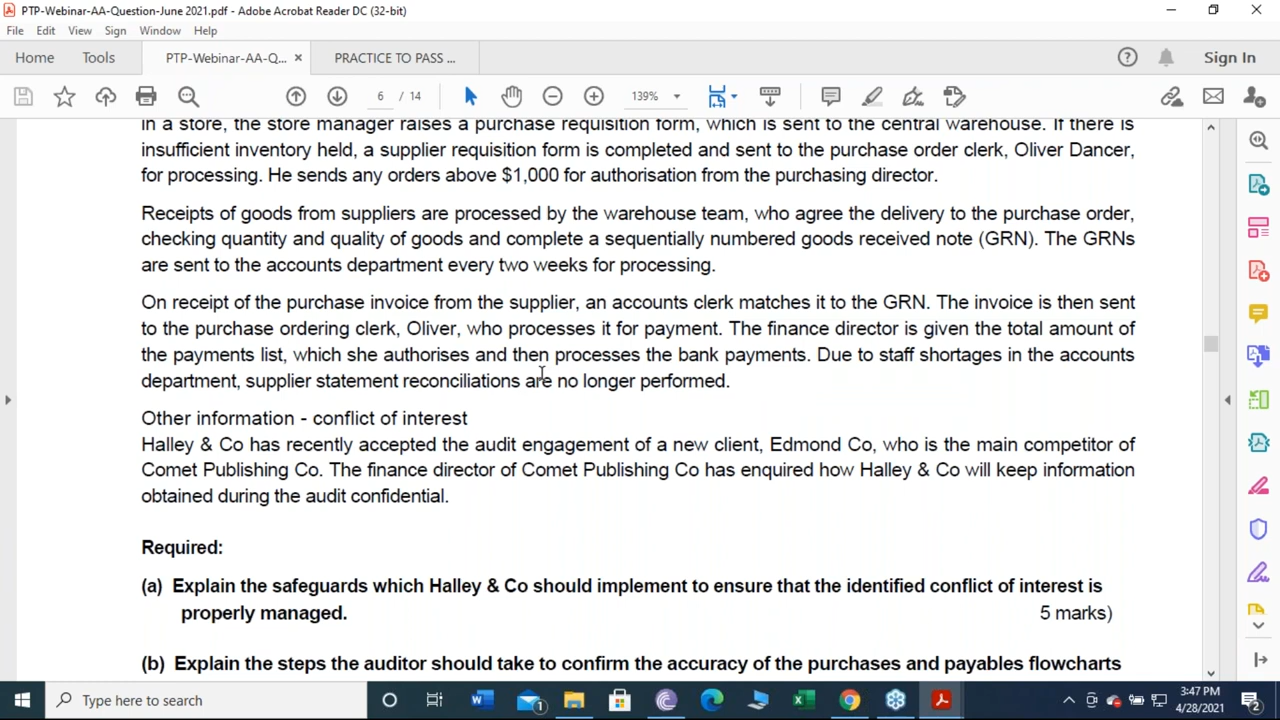 PTP-Webinar-AA-Question-June 2021.pdf - Adobe Acrobat Reader DC (32-bit)
File Edit View Sign Window Help
Home Tools PTP-Webinar-AA-Q... × PRACTICE TO PASS ... Sign In
6 / 14 139%
in a store, the store manager raises a purchase requisition form, which is sent to the central warehouse. If there is
insufficient inventory held, a supplier requisition form is completed and sent to the purchase order clerk, Oliver Dancer,
for processing. He sends any orders above $1,000 for authorisation from the purchasing director.
Receipts of goods from suppliers are processed by the warehouse team, who agree the delivery to the purchase order,
checking quantity and quality of goods and complete a sequentially numbered goods received note (GRN). The GRNs
are sent to the accounts department every two weeks for processing.
On receipt of the purchase invoice from the supplier, an accounts clerk matches it to the GRN. The invoice is then sent
to the purchase ordering clerk, Oliver, who processes it for payment. The finance director is given the total amount of
the payments list, which she authorises and then processes the bank payments. Due to staff shortages in the accounts
department, supplier statement reconciliations are no longer performed.
Other information - conflict of interest
Halley & Co has recently accepted the audit engagement of a new client, Edmond Co, who is the main competitor of
Comet Publishing Co. The finance director of Comet Publishing Co has enquired how Halley & Co will keep information
obtained during the audit confidential.
Required:
(a) Explain the safeguards which Halley & Co should implement to ensure that the identified conflict of interest is
properly managed. 5 marks)
(b) Explain the steps the auditor should take to confirm the accuracy of the purchases and payables flowcharts
Type here to search
3:47 PM
4/28/2021